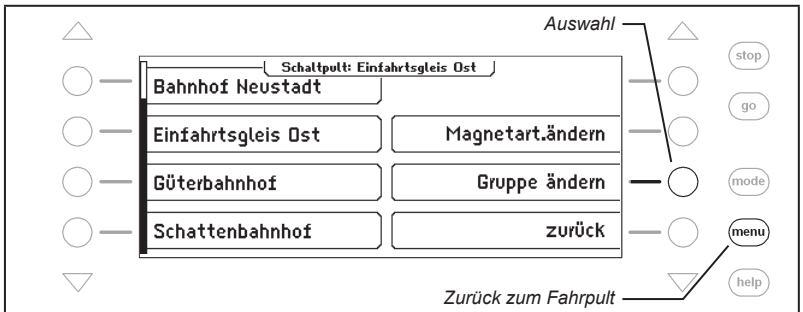 Auswahl
Schaltpult: Einfahrtsgleis Ost
stop
Bahnhof Neustadt
go
Einfahrtsgleis Ost Magnetart.ändern
Güterbahnhof Gruppe ändern
mode
Schattenbahnhof zurück
menu
help
Zurück zum Fahrpult